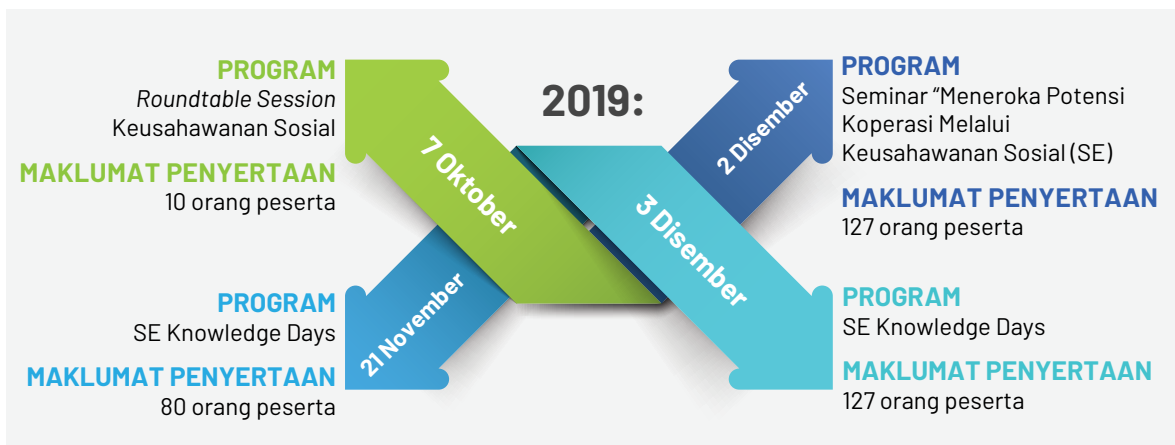 2019:
PROGRAM
Roundtable Session
Keusahawanan Sosial
MAKLUMAT PENYERTAAN
10 orang peserta
7 Oktober
PROGRAM
SE Knowledge Days
MAKLUMAT PENYERTAAN
80 orang peserta
21 November
2 Disember
PROGRAM
Seminar “Meneroka Potensi
Koperasi Melalui
Keusahawanan Sosial (SE)
MAKLUMAT PENYERTAAN
127 orang peserta
3 Disember
PROGRAM
SE Knowledge Days
MAKLUMAT PENYERTAAN
127 orang peserta